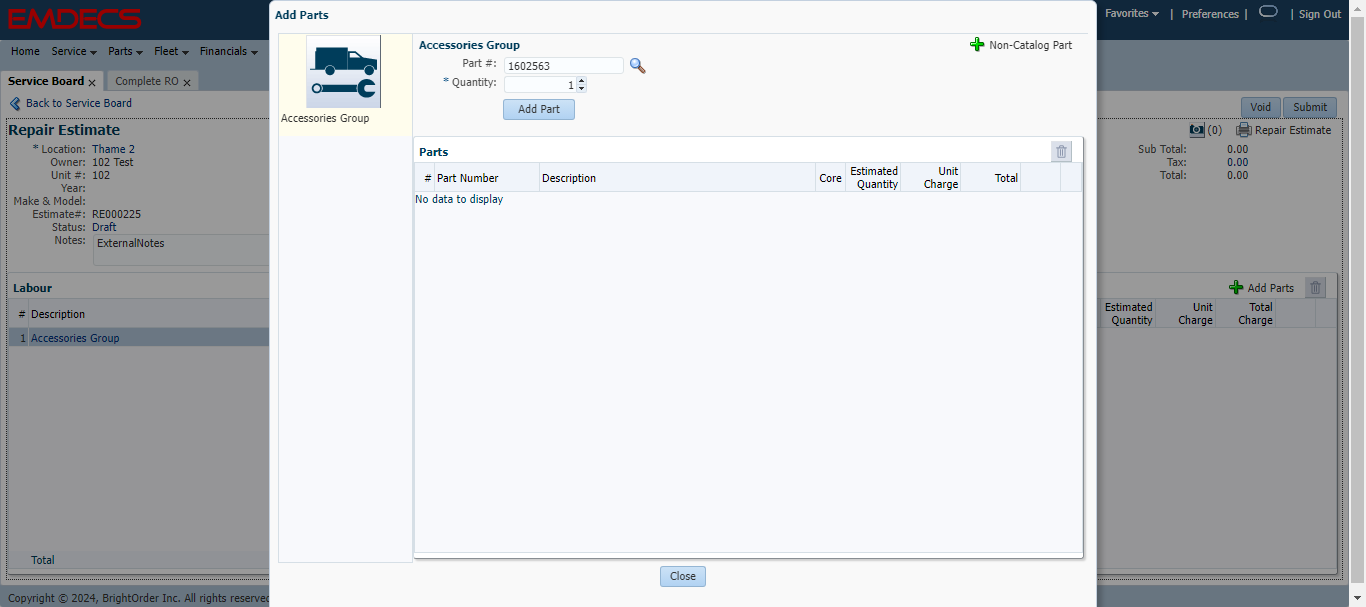 EMDECS
Favorites | Preferences | | Sign Out
Home Service Parts Fleet Financials
Service Board x Complete RO x
Back to Service Board
Void Submit
Repair Estimate
(0) Repair Estimate
* Location: Thame 2
Owner: 102 Test
Unit #: 102
Year:
Make & Model:
Estimate#: RE000225
Status: Draft
Notes: ExternalNotes
Sub Total: 0.00
Tax: 0.00
Total: 0.00
Labour
Add Parts
# Description
Estimated Quantity Unit Charge Total Charge
1 Accessories Group
Total
Copyright © 2024, BrightOrder Inc. All rights reserved
Add Parts
Accessories Group
Accessories Group
Non-Catalog Part
Part #: 1602563
* Quantity: 1
Add Part
Parts
# Part Number Description Core Estimated Quantity Unit Charge Total
No data to display
Close